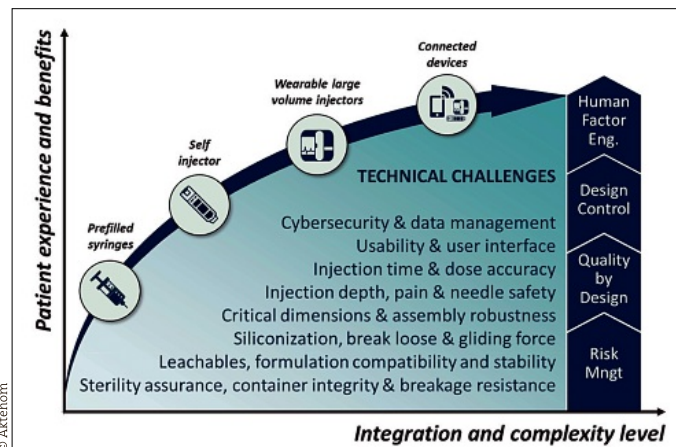 Patient experience and benefits
Connected
devices
Wearable large
volume injectors
Self
injector
Prefilled
syringes
TECHNICAL CHALLENGES
Cybersecurity & data management
Usability & user interface
Injection time & dose accuracy
Injection depth, pain & needle safety
Critical dimensions & assembly robustness
Siliconization, break loose & gliding force
Leachables, formulation compatibility and stability
Sterility assurance, container integrity & breakage resistance
Human
Factor
Eng.
Design
Control
Quality
by
Design
Risk
Mngt
Integration and complexity level
© Aktehom